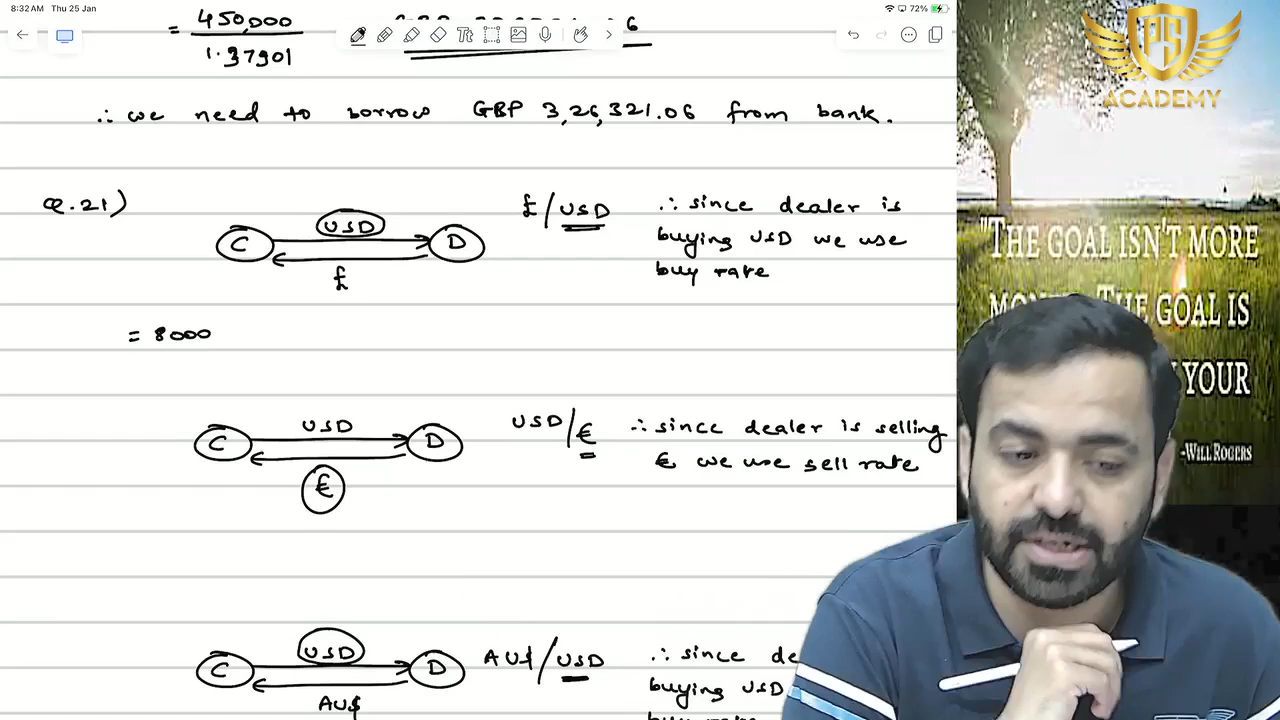 8:32 AM Thu 25 Jan
72%
= 450,000
1.37901
6
Tt
∴ we need to borrow GBP 3,26,321.06 from bank.
Q.21)
C USD D
£
£/USD ∴ since dealer is
buying USD we use
buy rate
= 8000
C USD D
€
USD/€ ∴ since dealer is selling
€ we use sell rate
C USD D
AU$
AU$/USD ∴ since de
buying USD
PS
ACADEMY
"THE GOAL ISN'T MORE
THE GOAL IS
YOUR
-WILL ROGERS